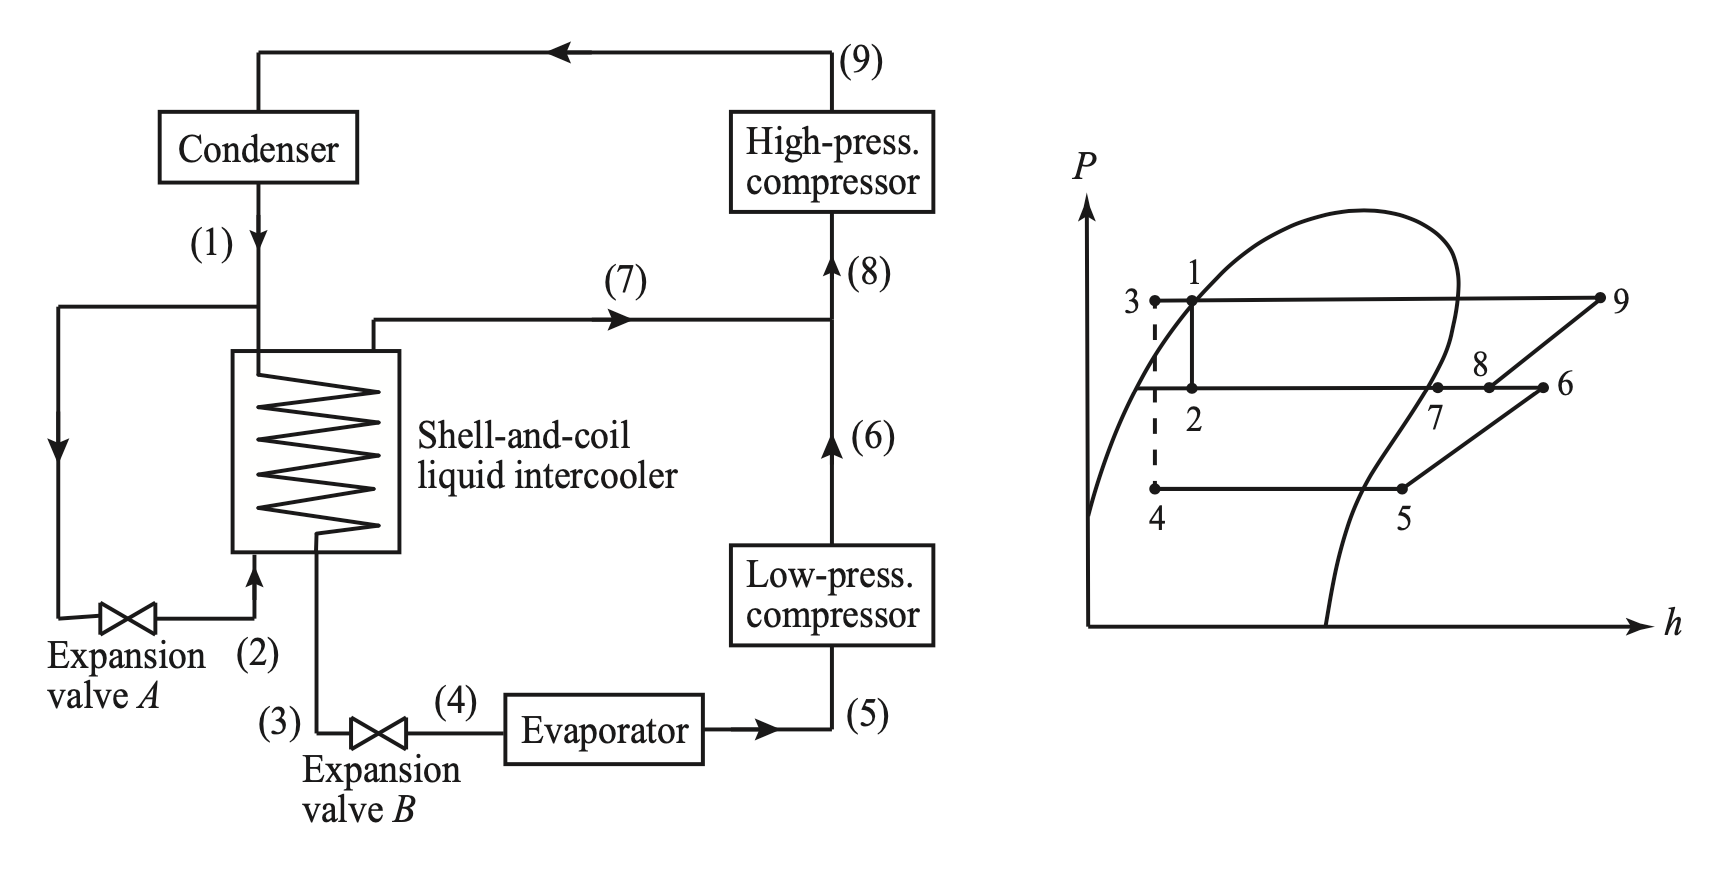 (9)
Condenser
High-press.
compressor
(1)
(7)
(8)
Shell-and-coil
liquid intercooler
(6)
Low-press.
compressor
Expansion
valve A
(2)
(3)
(4)
Evaporator
(5)
Expansion
valve B
P
3
1
9
8
6
2
7
4
5
h